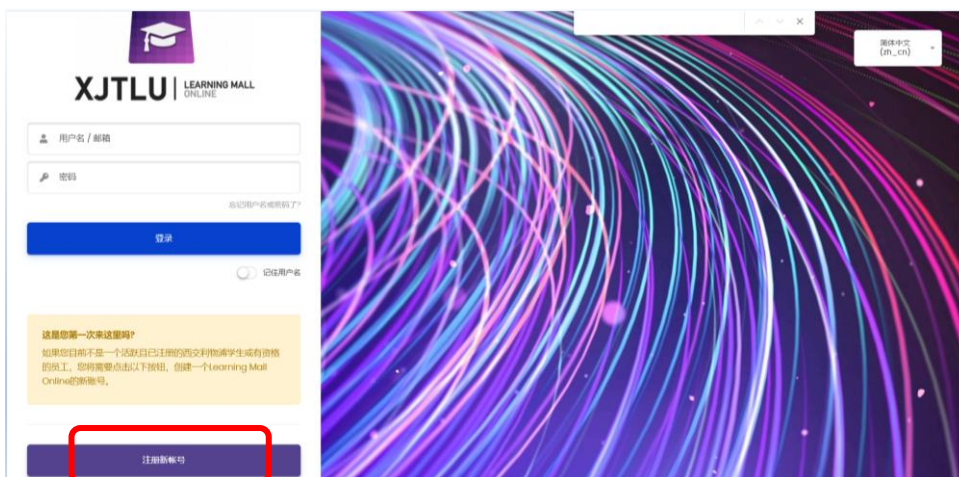 XJTLU | LEARNING MALL
ONLINE
简体中文
(zh_cn)
用户名 / 邮箱
密码
忘记用户名或密码了?
登录
记住用户名
这是您第一次来这里吗?
如果您目前不是一个活跃且已注册的西交利物浦学生或有资格
的员工，您将需要点击以下按钮，创建一个Learning Mall
Online的新账号。
注册新帐号